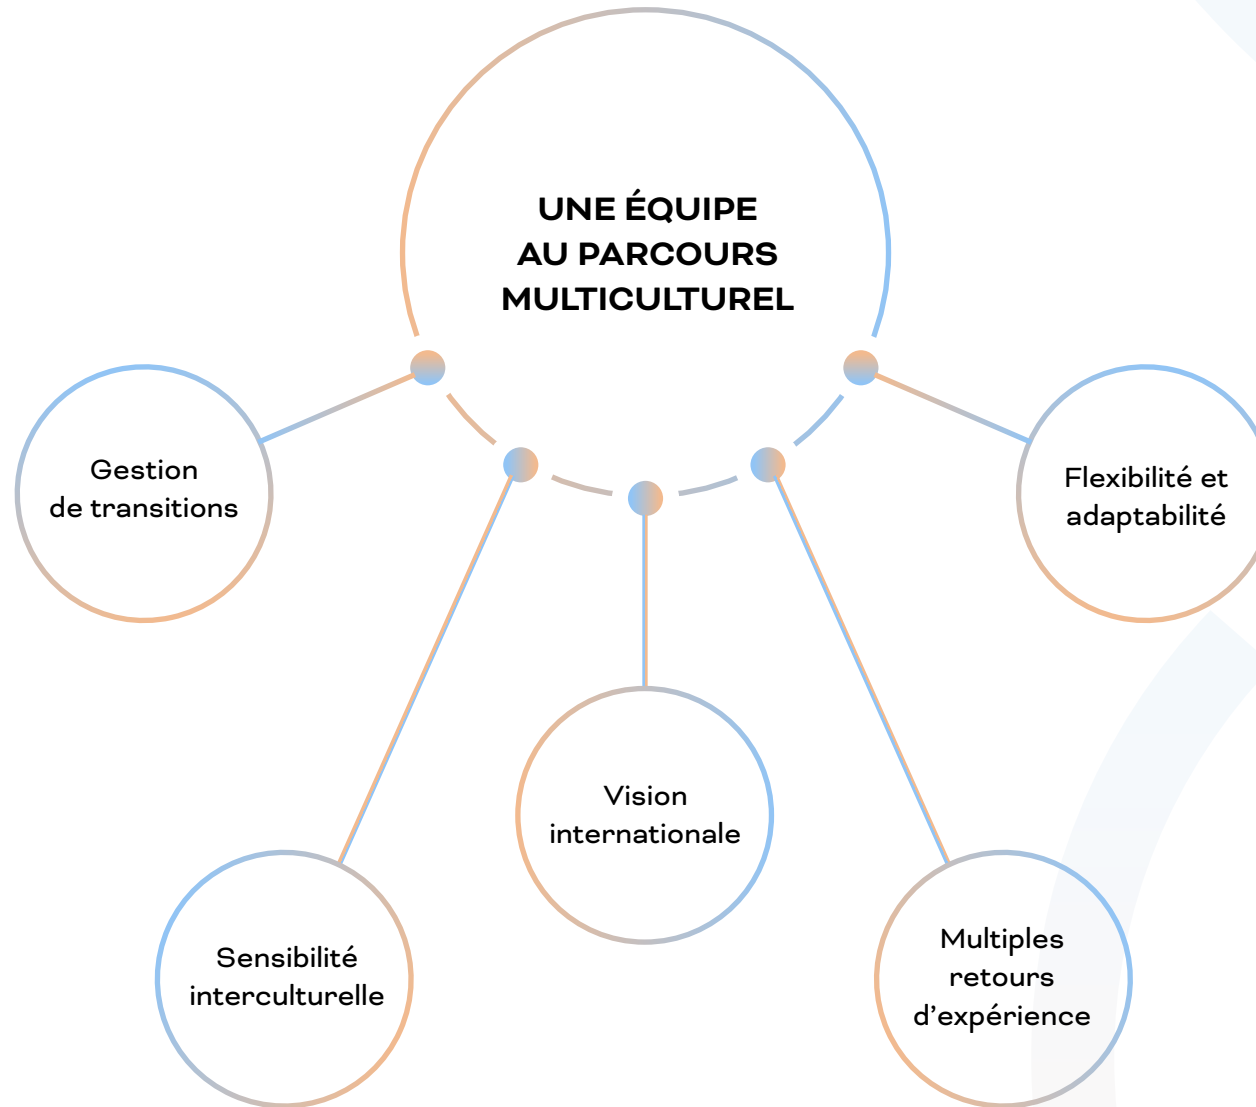 UNE ÉQUIPE
AU PARCOURS
MULTICULTUREL
Gestion
de transitions
Sensibilité
interculturelle
Vision
internationale
Multiples
retours
d'expérience
Flexibilité et
adaptabilité